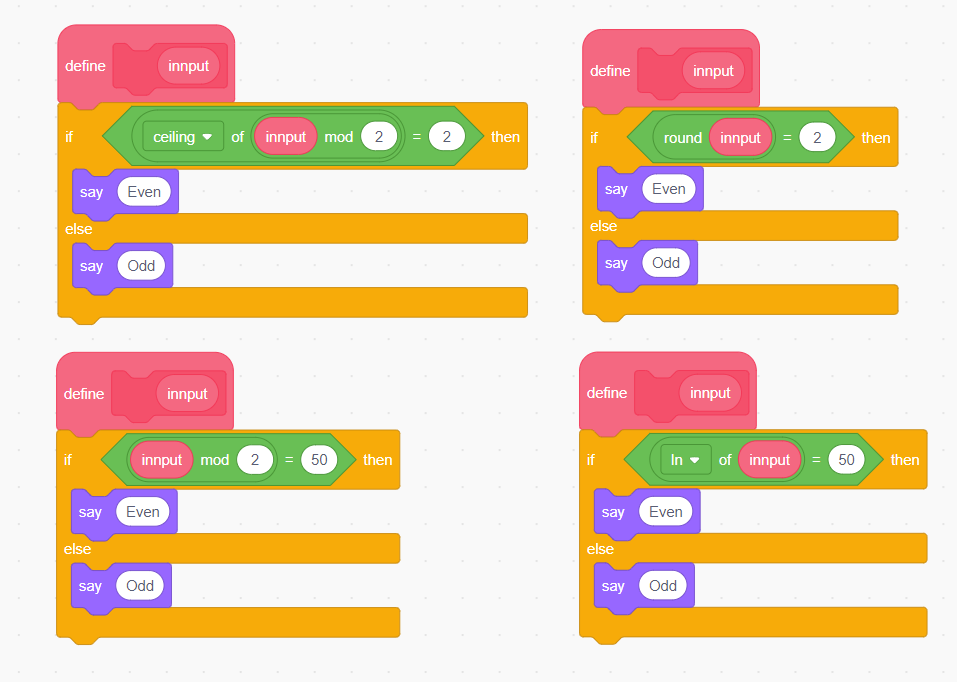 define innput
if ceiling of innput mod 2 = 2 then
say Even
else
say Odd
define innput
if round innput = 2 then
say Even
else
say Odd
define innput
if innput mod 2 = 50 then
say Even
else
say Odd
define innput
if ln of innput = 50 then
say Even
else
say Odd